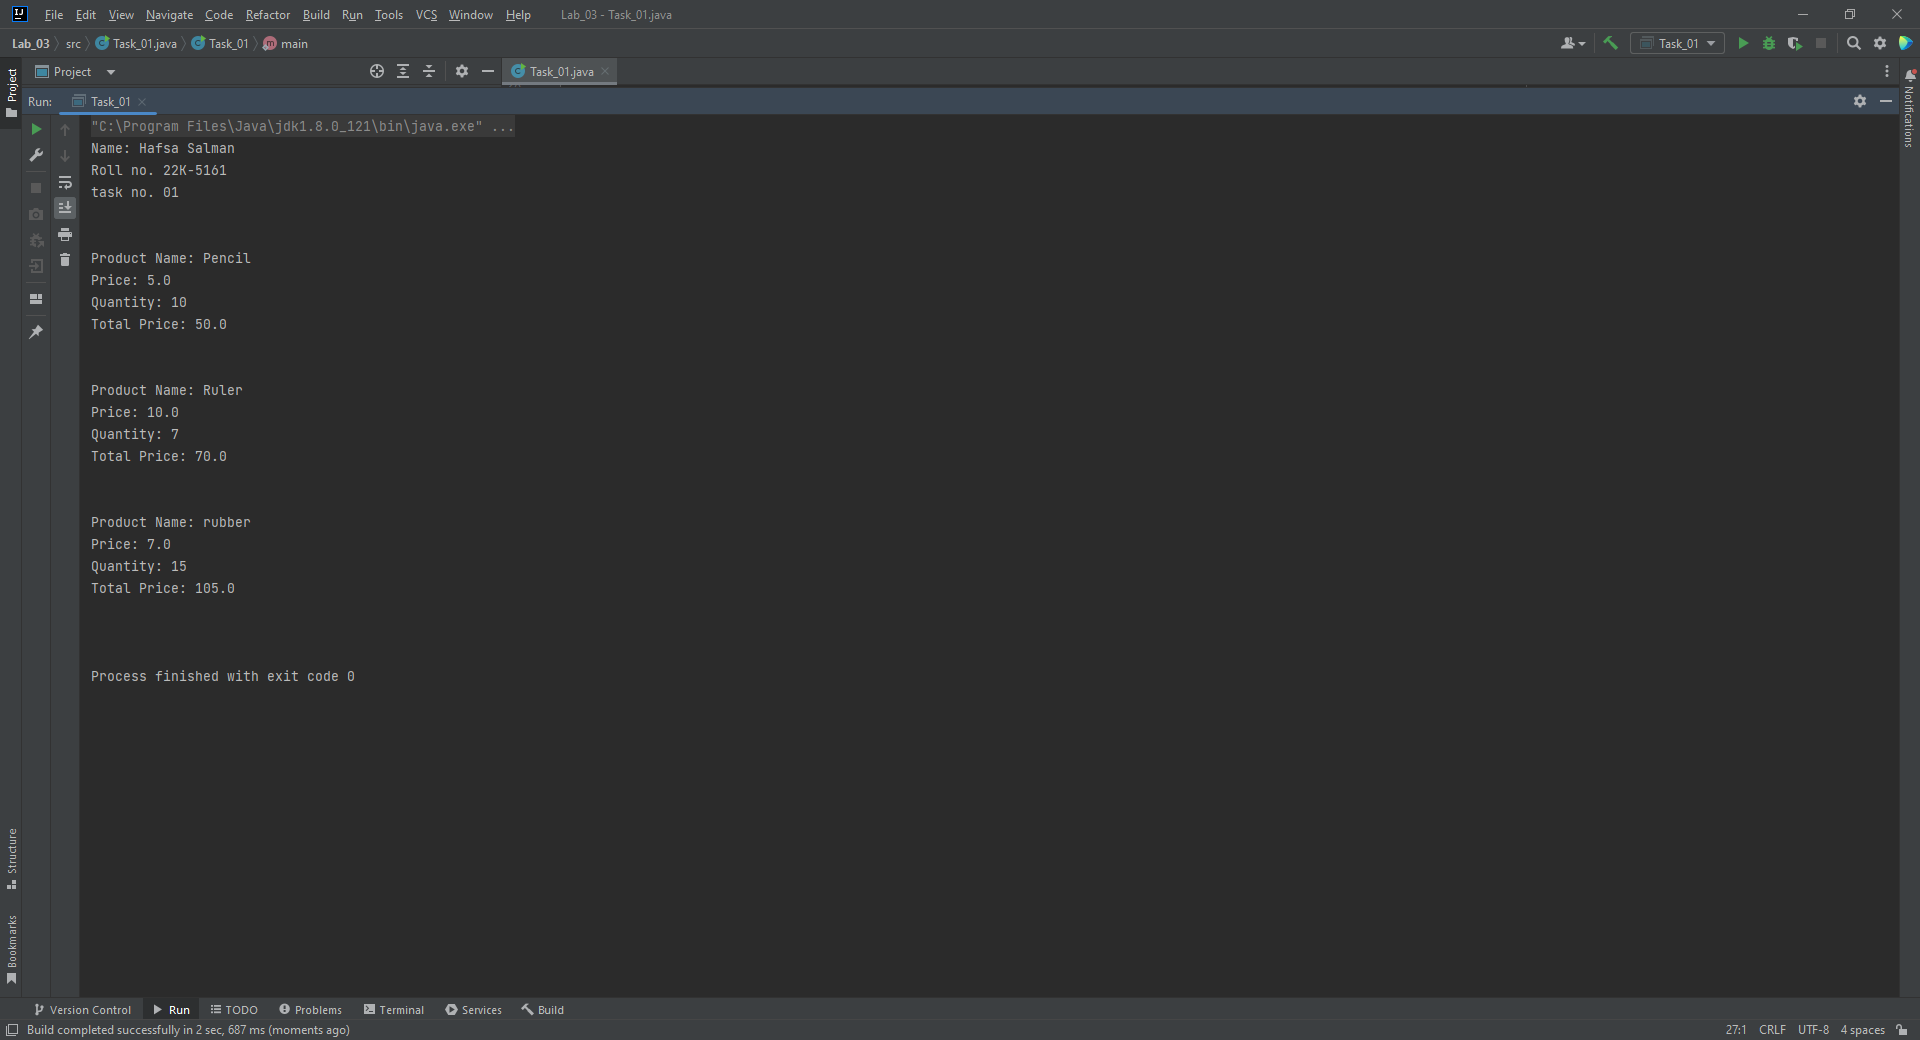 File Edit View Navigate Code Refactor Build Run Tools VCS Window Help Lab_03 - Task_01.java
Lab_03 src Task_01.java Task_01 main Task_01
Project Task_01.java
Run: Task_01
"C:\Program Files\Java\jdk1.8.0_121\bin\java.exe" ...
Name: Hafsa Salman
Roll no. 22K-5161
task no. 01
Product Name: Pencil
Price: 5.0
Quantity: 10
Total Price: 50.0
Product Name: Ruler
Price: 10.0
Quantity: 7
Total Price: 70.0
Product Name: rubber
Price: 7.0
Quantity: 15
Total Price: 105.0
Process finished with exit code 0
Project
Structure
Bookmarks
Notifications
Version Control Run TODO Problems Terminal Services Build
Build completed successfully in 2 sec, 687 ms (moments ago) 27:1 CRLF UTF-8 4 spaces